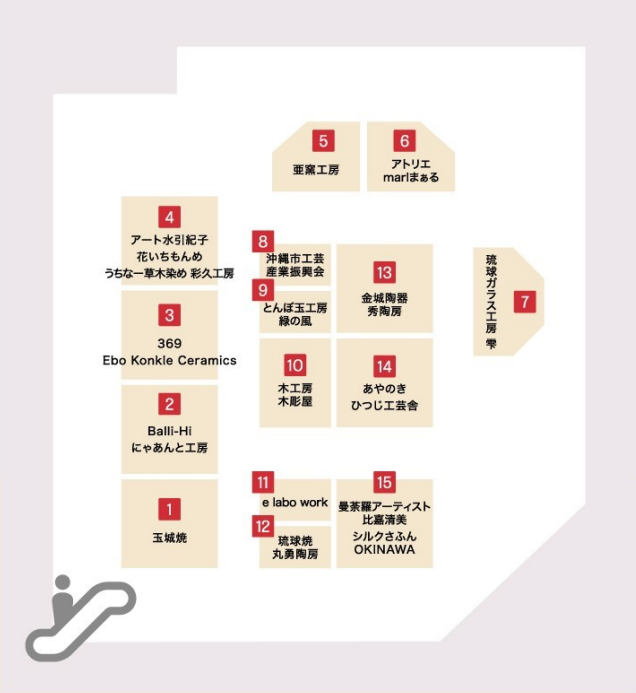 5
亜窯工房
6
アトリエ
marlまぁる
4
アート水引紀子
花いちもんめ
うちなー草木染め 彩久工房
8
沖縄市工芸
産業振興会
13
金城陶器
秀陶房
7
琉球ガラス工房 雫
9
とんぼ玉工房
緑の風
3
369
Ebo Konkle Ceramics
10
木工房
木彫屋
14
あやのき
ひつじ工芸舎
2
Balli-Hi
にゃあんと工房
11
e labo work
15
曼荼羅アーティスト
比嘉清美
シルクさふん
OKINAWA
1
玉城焼
12
琉球焼
丸勇陶房